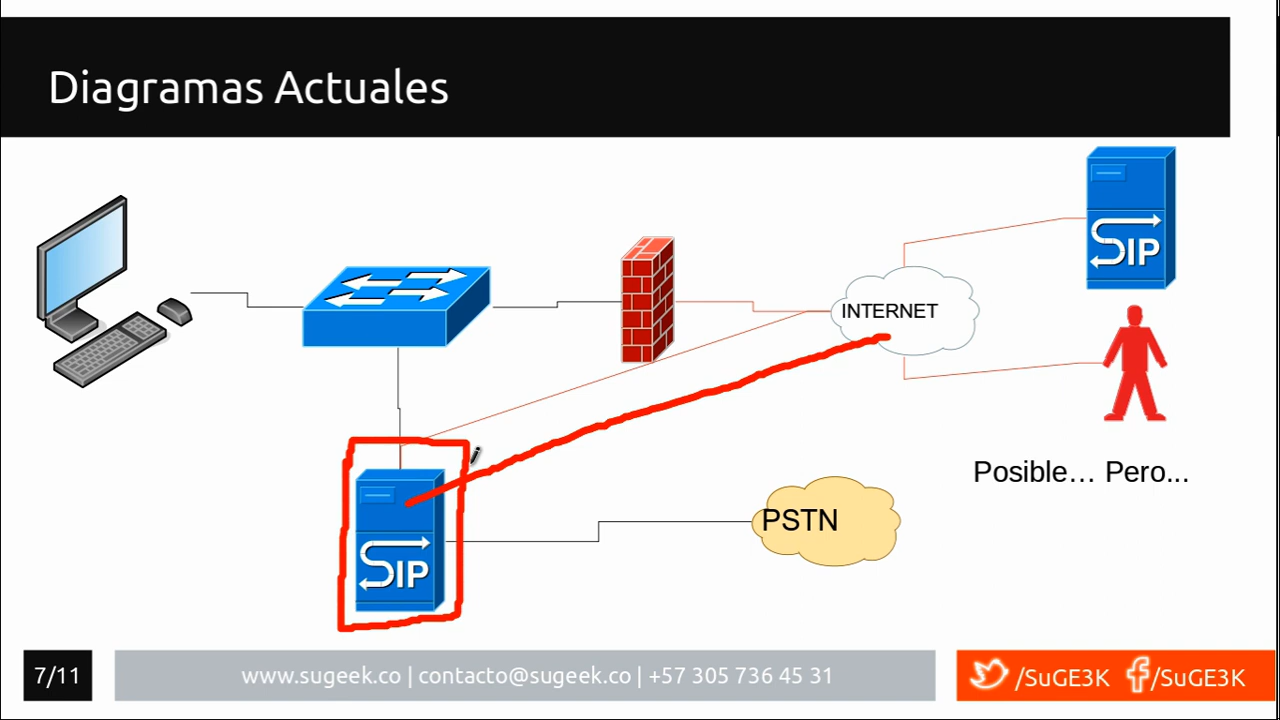 Diagramas Actuales
SIP
INTERNET
Posible... Pero...
PSTN
SIP
7/11
www.sugeek.co | contacto@sugeek.co | +57 305 736 45 31
/SuGE3K
/SuGE3K